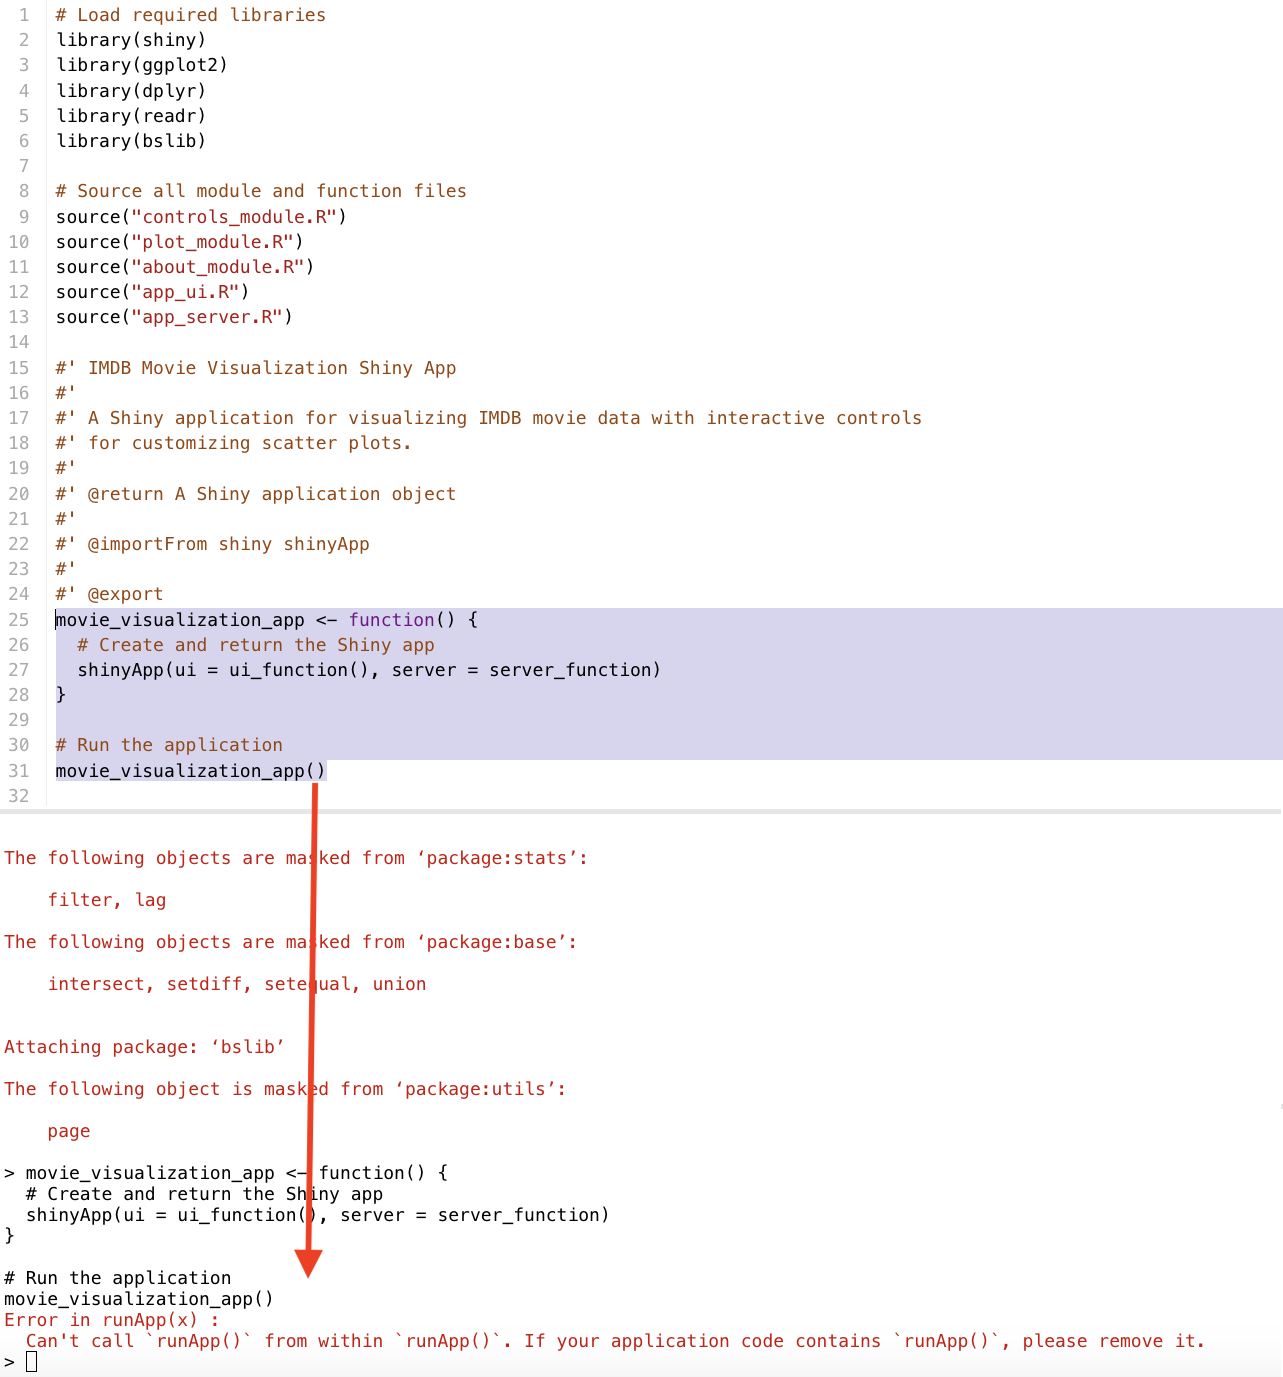 1 # Load required libraries
2 library(shiny)
3 library(ggplot2)
4 library(dplyr)
5 library(readr)
6 library(bslib)
7
8 # Source all module and function files
9 source("controls_module.R")
10 source("plot_module.R")
11 source("about_module.R")
12 source("app_ui.R")
13 source("app_server.R")
14
15 #' IMDB Movie Visualization Shiny App
16 #'
17 #' A Shiny application for visualizing IMDB movie data with interactive controls
18 #' for customizing scatter plots.
19 #'
20 #' @return A Shiny application object
21 #'
22 #' @importFrom shiny shinyApp
23 #'
24 #' @export
25 movie_visualization_app <- function() {
26   # Create and return the Shiny app
27   shinyApp(ui = ui_function(), server = server_function)
28 }
29
30 # Run the application
31 movie_visualization_app()
32
The following objects are masked from ‘package:stats’:
    filter, lag
The following objects are masked from ‘package:base’:
    intersect, setdiff, setequal, union
Attaching package: ‘bslib’
The following object is masked from ‘package:utils’:
    page
> movie_visualization_app <- function() {
  # Create and return the Shiny app
  shinyApp(ui = ui_function(), server = server_function)
}
# Run the application
movie_visualization_app()
Error in runApp(x) :
  Can't call `runApp()` from within `runApp()`. If your application code contains `runApp()`, please remove it.
>